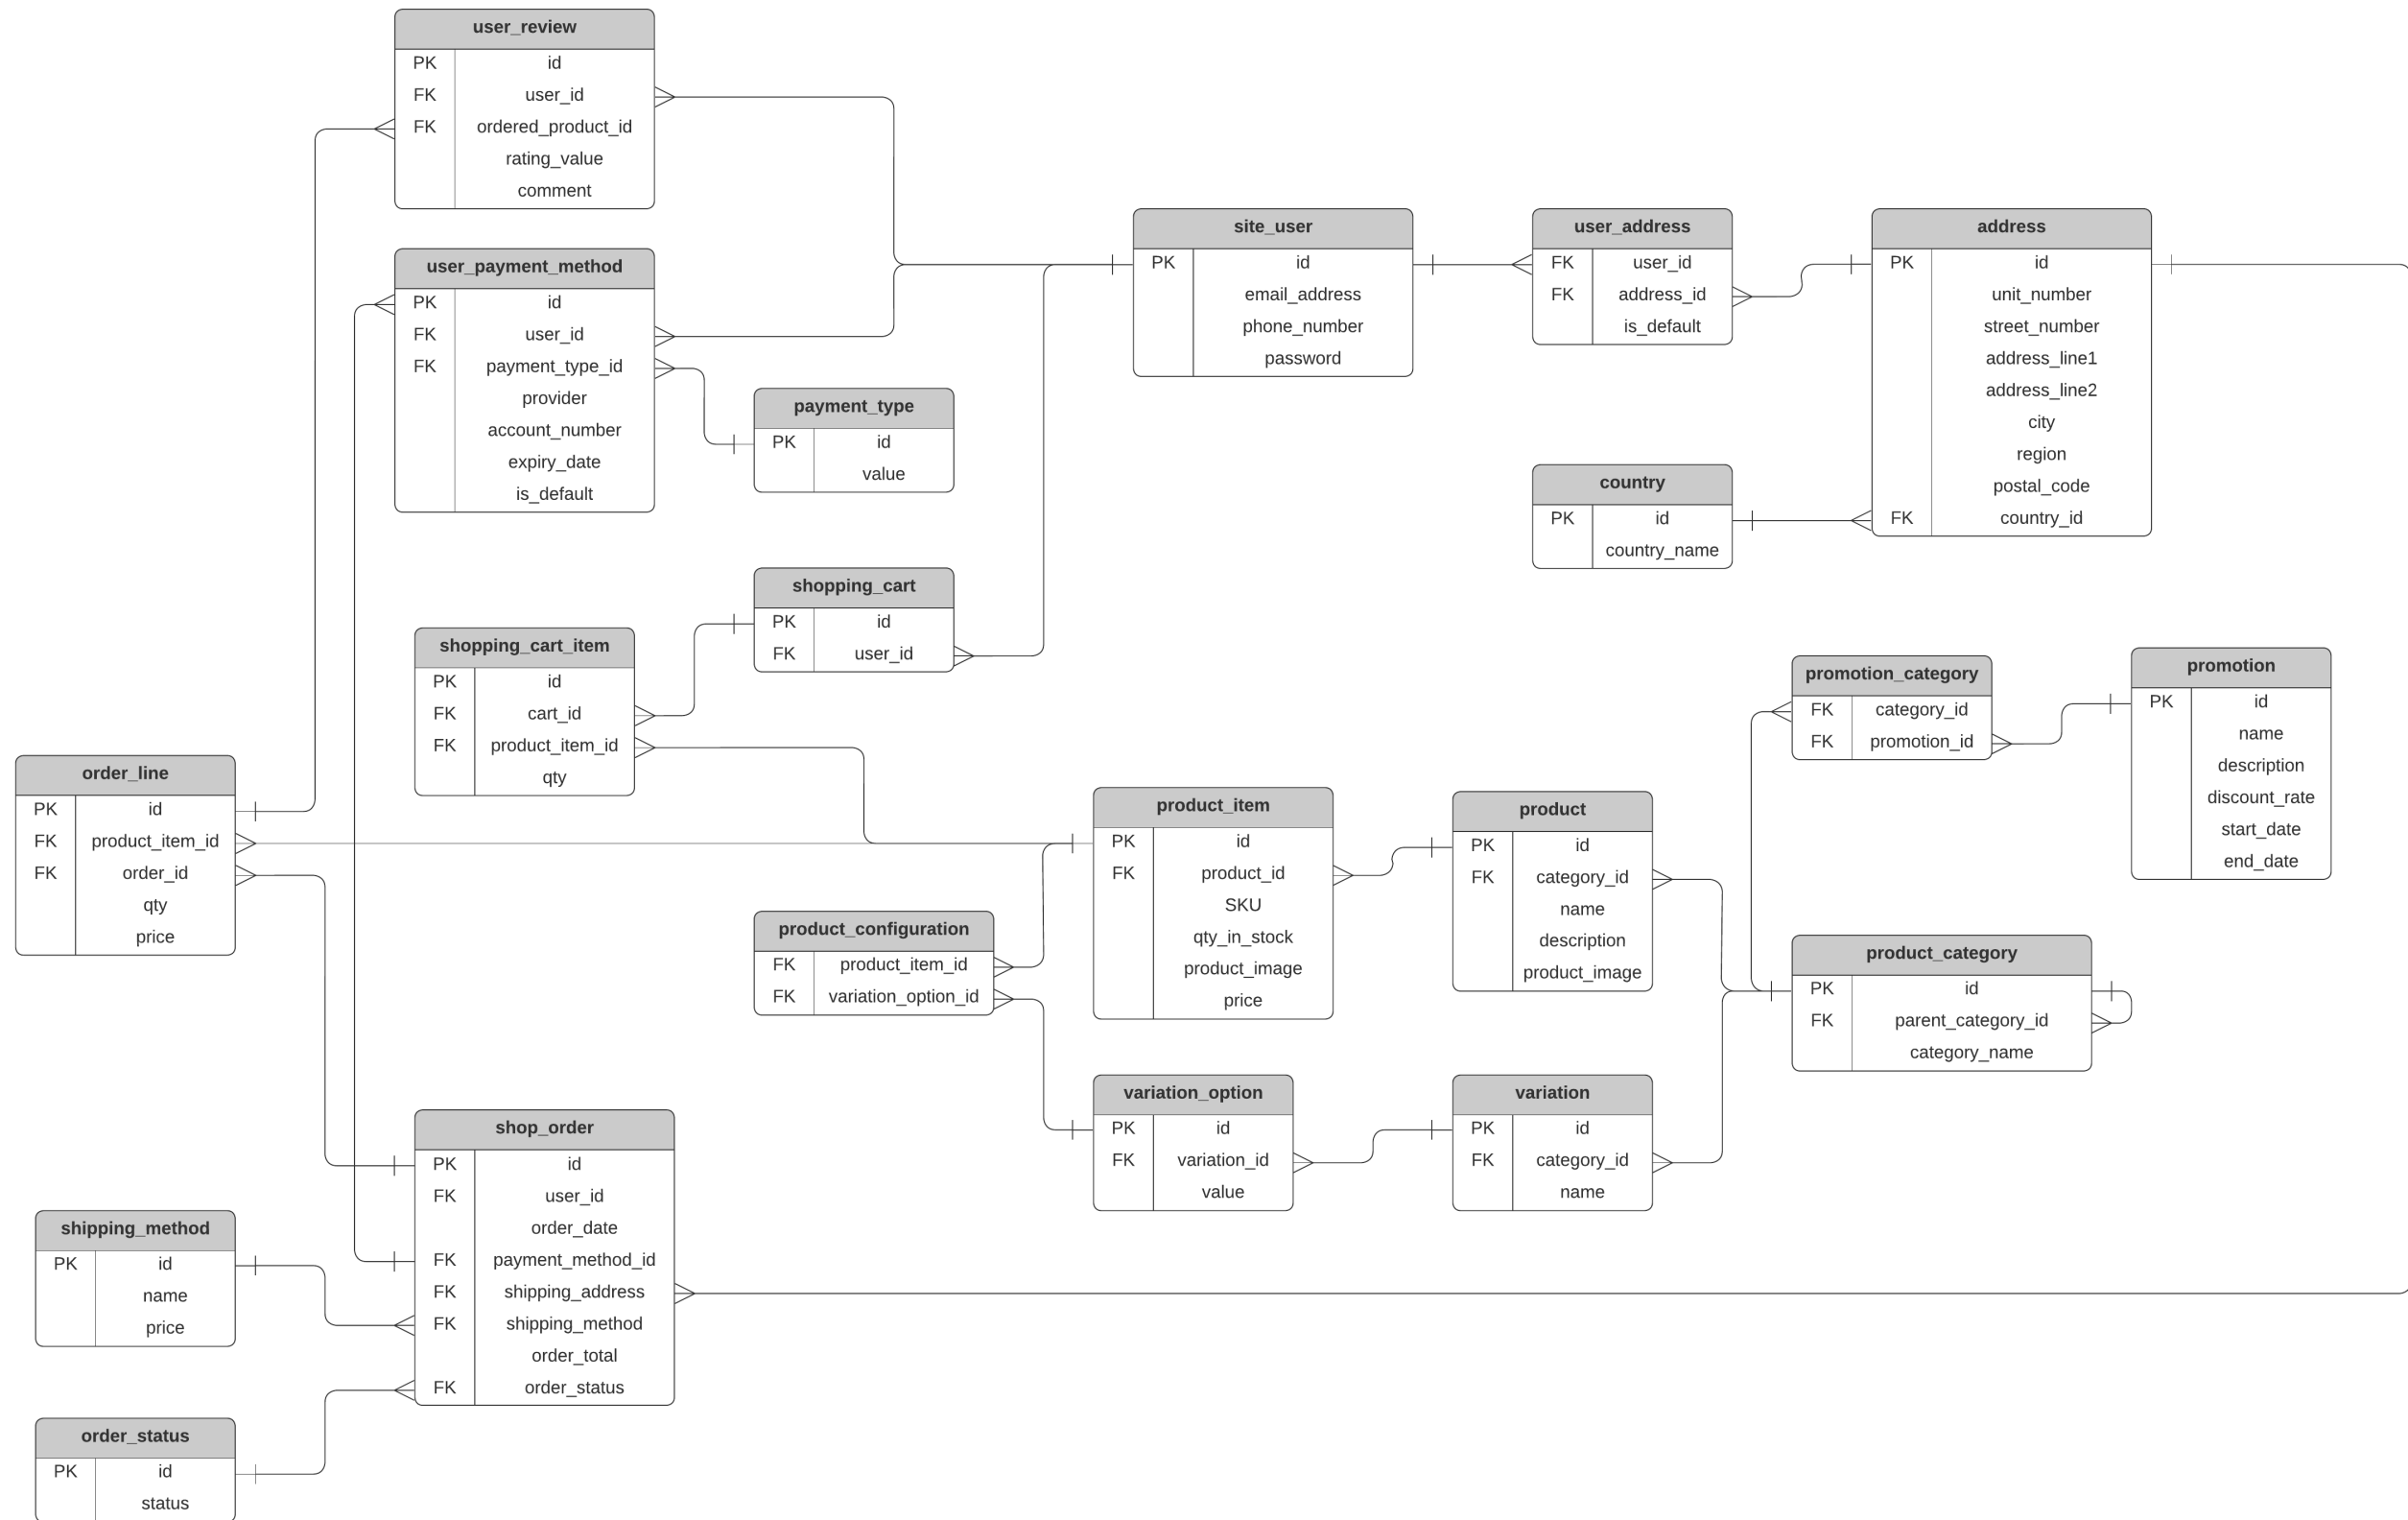 user_review
PK id
FK user_id
FK ordered_product_id
rating_value
comment
user_payment_method
PK id
FK user_id
FK payment_type_id
provider
account_number
expiry_date
is_default
payment_type
PK id
value
site_user
PK id
email_address
phone_number
password
user_address
FK user_id
FK address_id
is_default
address
PK id
unit_number
street_number
address_line1
address_line2
city
region
postal_code
FK country_id
country
PK id
country_name
shopping_cart
PK id
FK user_id
shopping_cart_item
PK id
FK cart_id
FK product_item_id
qty
order_line
PK id
FK product_item_id
FK order_id
qty
price
product_item
PK id
FK product_id
SKU
qty_in_stock
product_image
price
product
PK id
FK category_id
name
description
product_image
promotion_category
FK category_id
FK promotion_id
promotion
PK id
name
description
discount_rate
start_date
end_date
product_configuration
FK product_item_id
FK variation_option_id
product_category
PK id
FK parent_category_id
category_name
variation_option
PK id
FK variation_id
value
variation
PK id
FK category_id
name
shop_order
PK id
FK user_id
order_date
FK payment_method_id
FK shipping_address
FK shipping_method
order_total
FK order_status
shipping_method
PK id
name
price
order_status
PK id
status